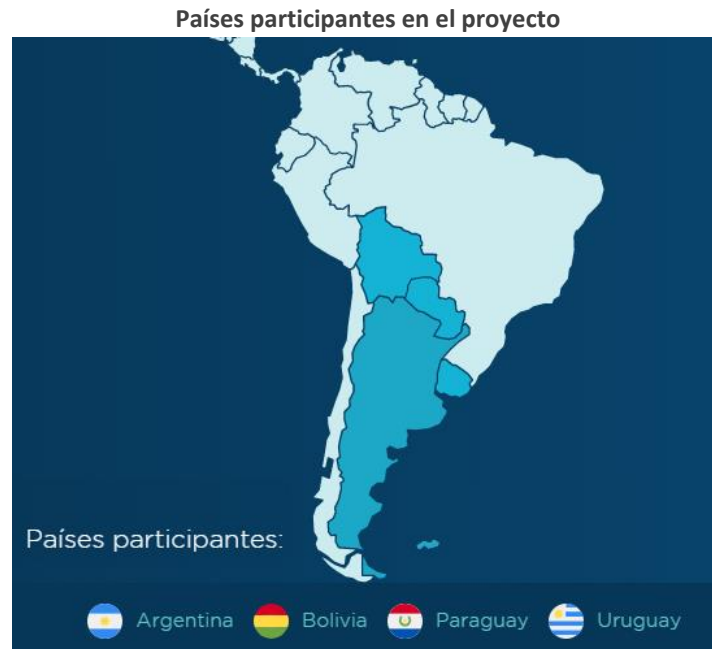 Países participantes en el proyecto
Países participantes:
Argentina Bolivia Paraguay Uruguay